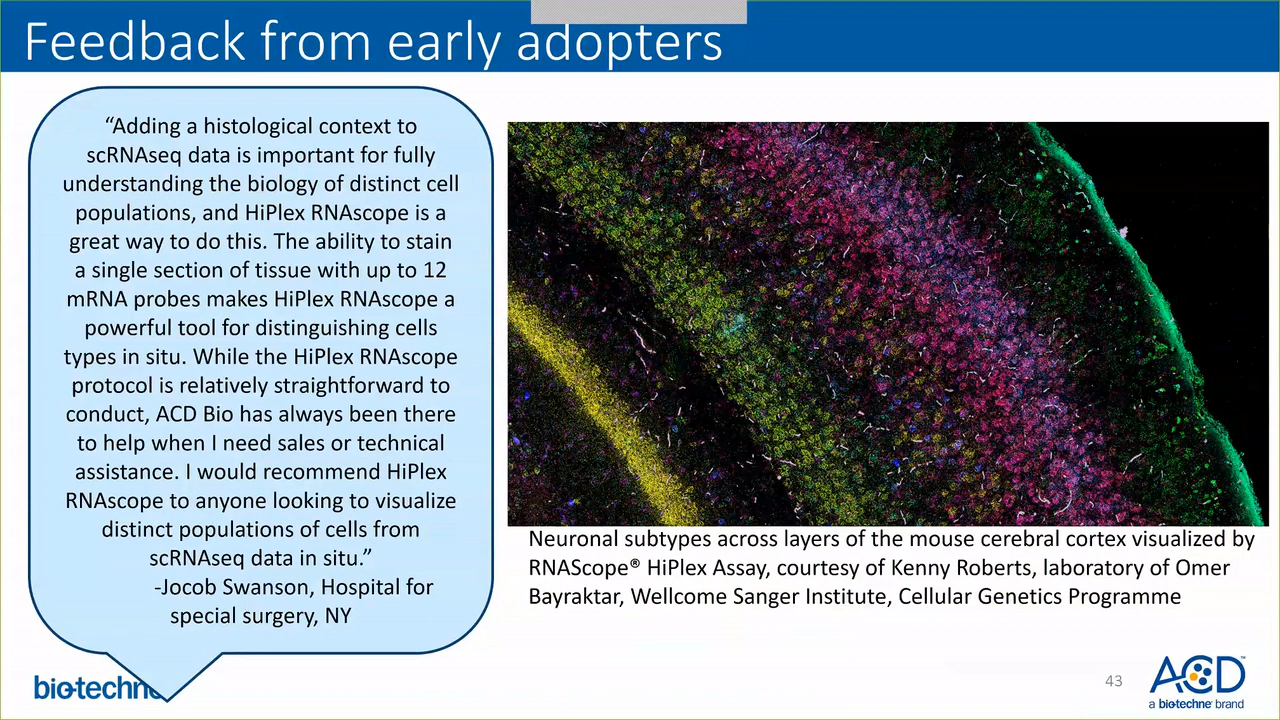 Feedback from early adopters
“Adding a histological context to
scRNAseq data is important for fully
understanding the biology of distinct cell
populations, and HiPlex RNAscope is a
great way to do this. The ability to stain
a single section of tissue with up to 12
mRNA probes makes HiPlex RNAscope a
powerful tool for distinguishing cells
types in situ. While the HiPlex RNAscope
protocol is relatively straightforward to
conduct, ACD Bio has always been there
to help when I need sales or technical
assistance. I would recommend HiPlex
RNAscope to anyone looking to visualize
distinct populations of cells from
scRNAseq data in situ.”
-Jocob Swanson, Hospital for
special surgery, NY
Neuronal subtypes across layers of the mouse cerebral cortex visualized by
RNAScope® HiPlex Assay, courtesy of Kenny Roberts, laboratory of Omer
Bayraktar, Wellcome Sanger Institute, Cellular Genetics Programme
bio-techne
43
ACD™
a biotechne brand